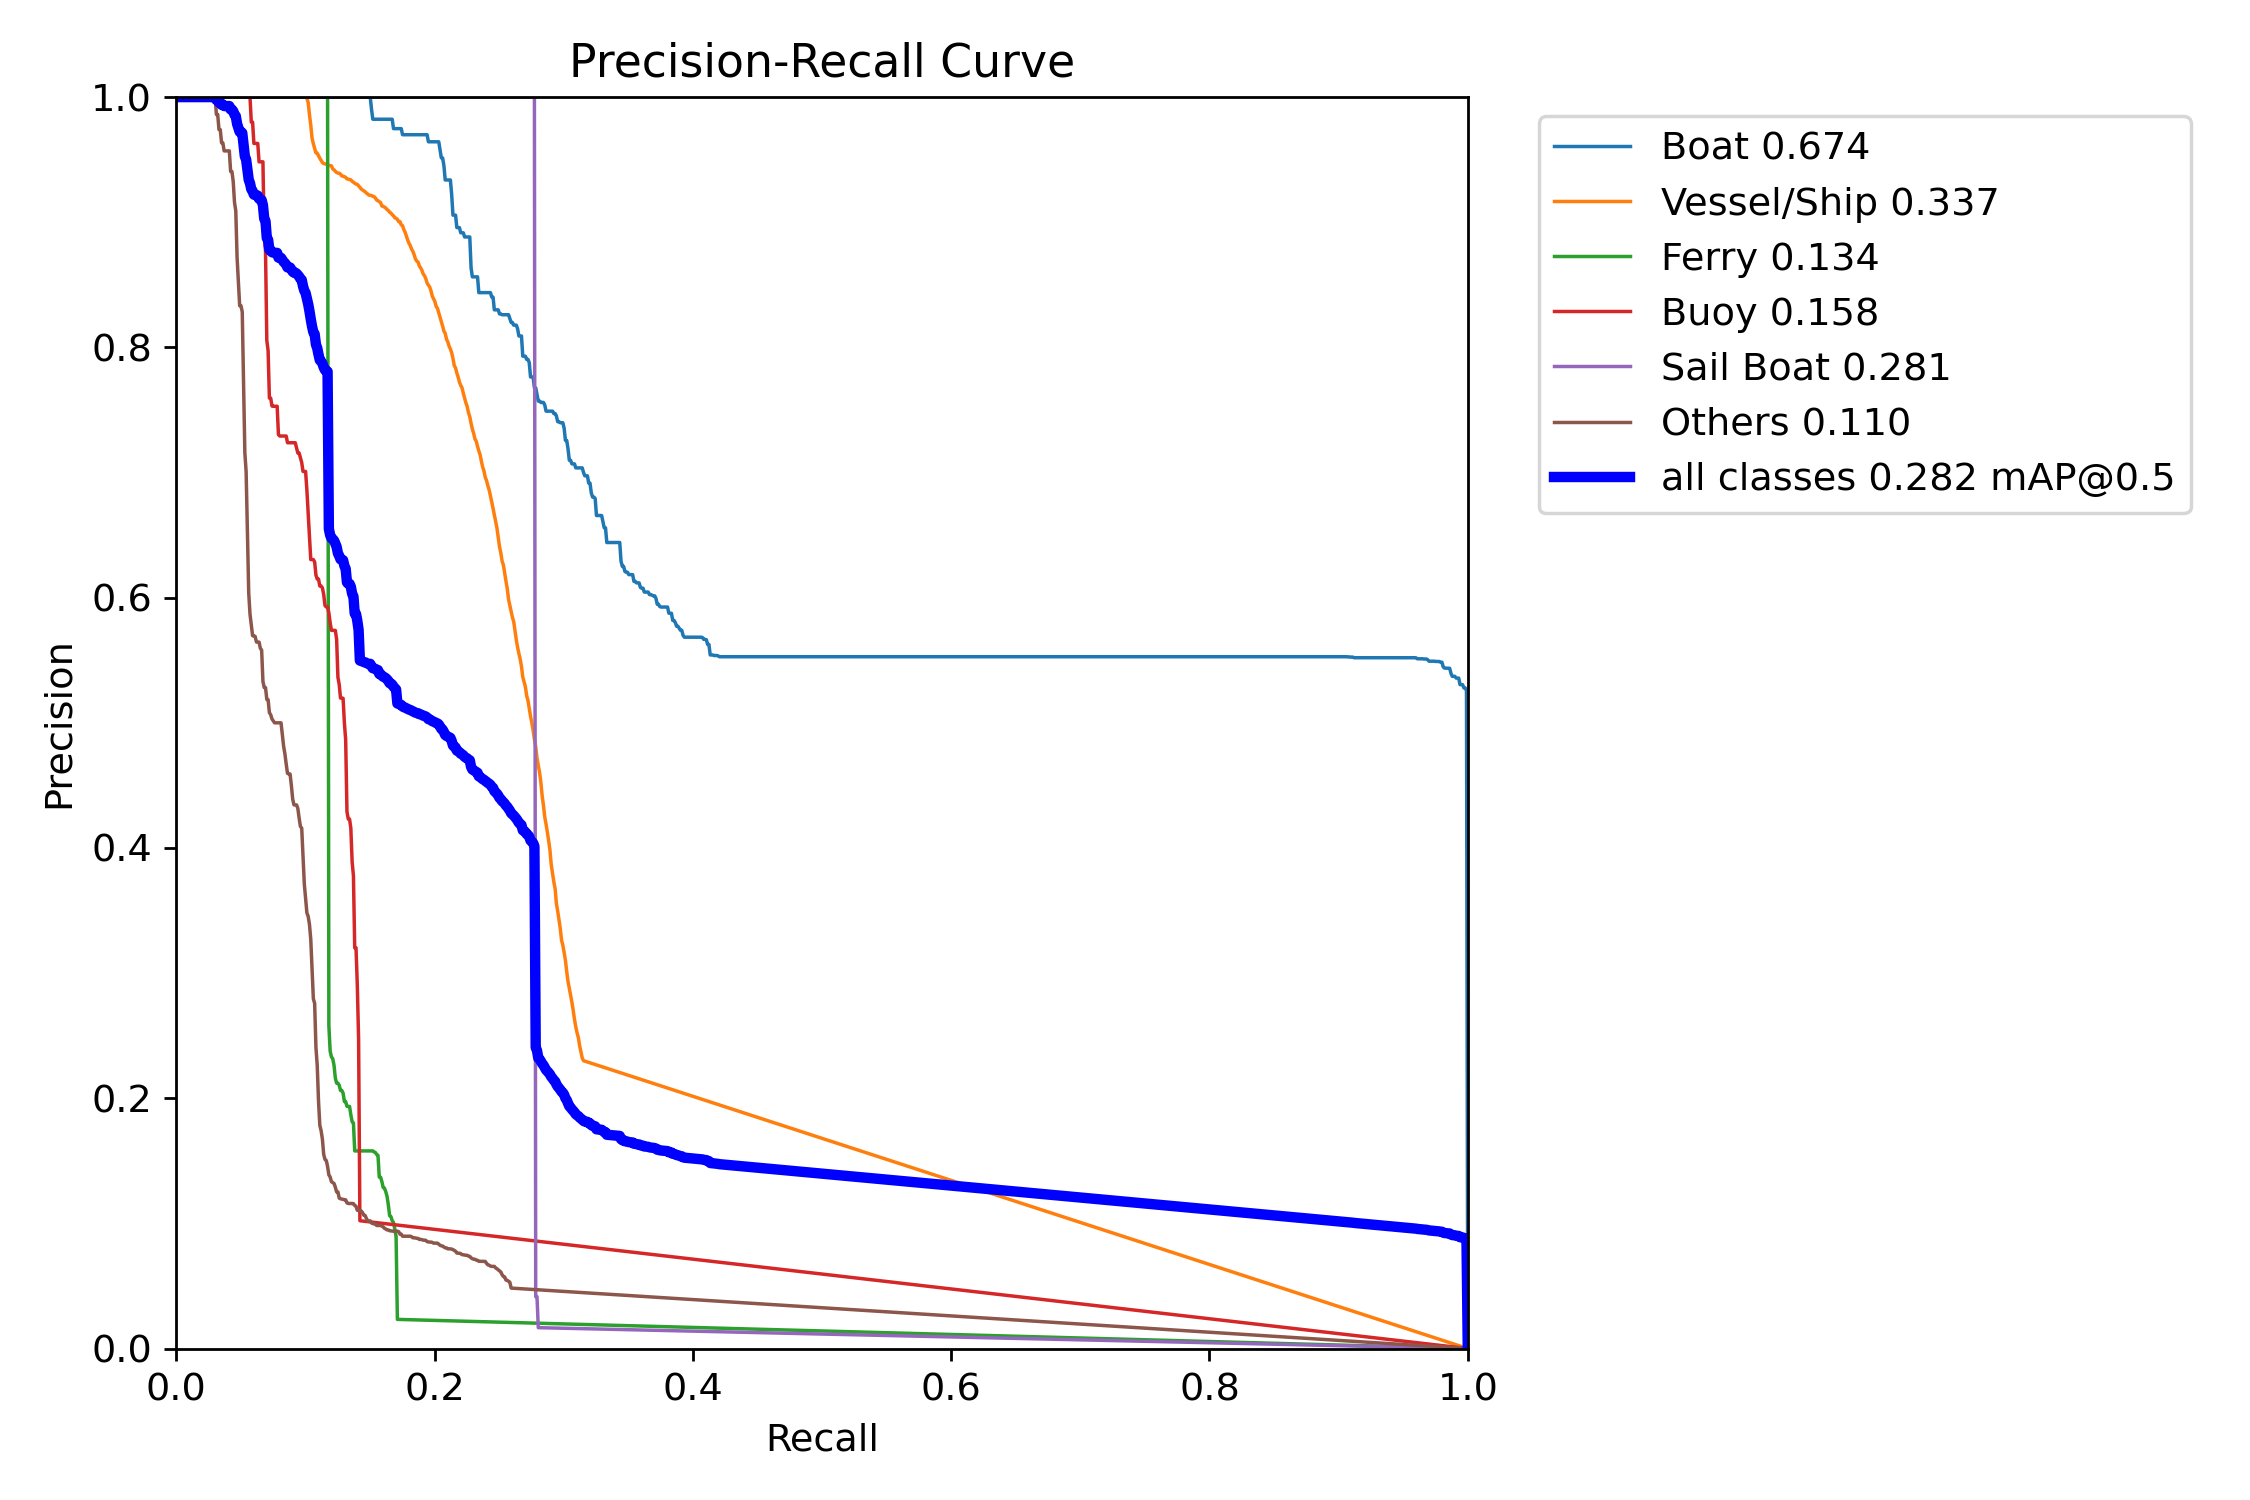 Precision-Recall Curve
1.0
0.8
0.6
0.4
0.2
0.0
Precision
0.0 0.2 0.4 0.6 0.8 1.0
Recall
Boat 0.674
Vessel/Ship 0.337
Ferry 0.134
Buoy 0.158
Sail Boat 0.281
Others 0.110
all classes 0.282 mAP@0.5